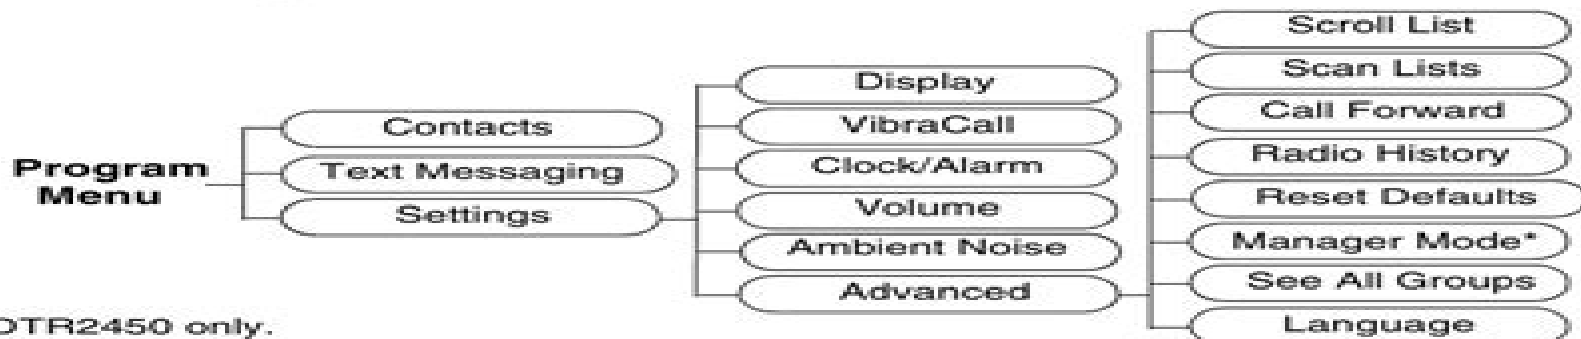 Program
Menu
Contacts
Text Messaging
Settings
Display
VibraCall
Clock/Alarm
Volume
Ambient Noise
Advanced
Scroll List
Scan Lists
Call Forward
Radio History
Reset Defaults
Manager Mode*
See All Groups
Language
DTR2450 only.